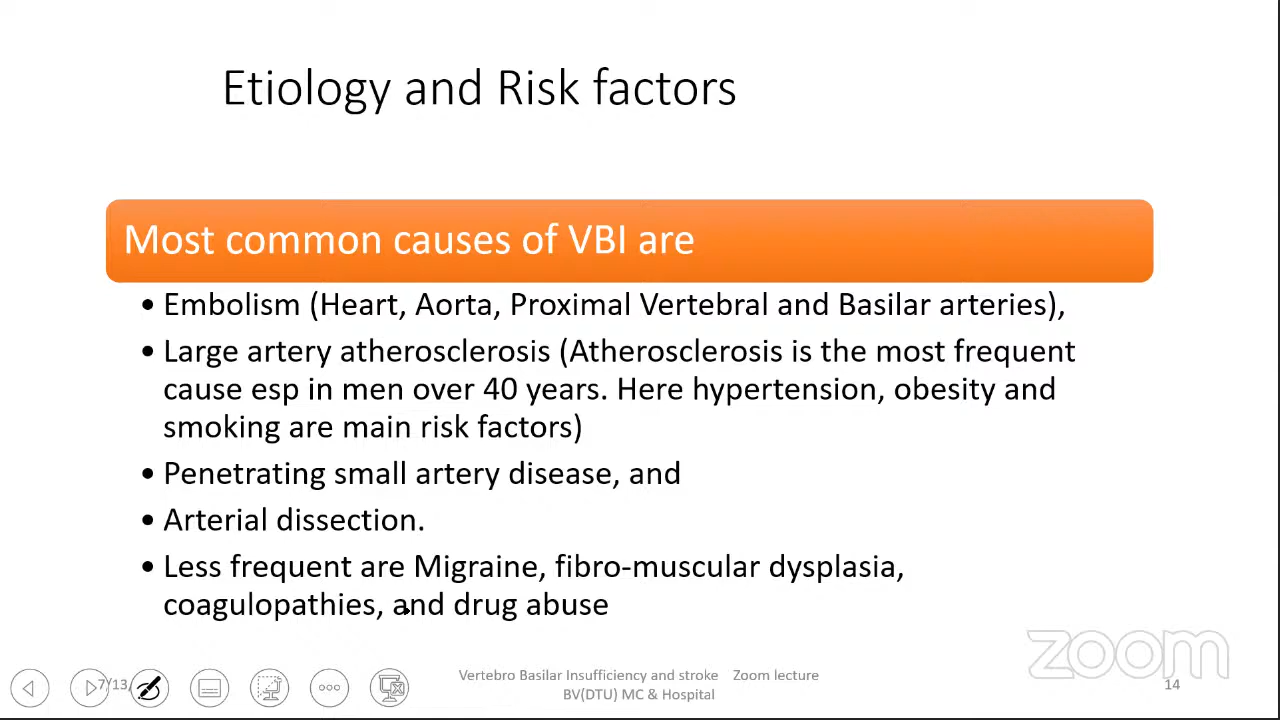 Etiology and Risk factors
Most common causes of VBI are
• Embolism (Heart, Aorta, Proximal Vertebral and Basilar arteries),
• Large artery atherosclerosis (Atherosclerosis is the most frequent
cause esp in men over 40 years. Here hypertension, obesity and
smoking are main risk factors)
• Penetrating small artery disease, and
• Arterial dissection.
• Less frequent are Migraine, fibro-muscular dysplasia,
coagulopathies, and drug abuse
zoom
7/13/
Vertebro Basilar Insufficiency and stroke Zoom lecture
BV(DTU) MC & Hospital
14